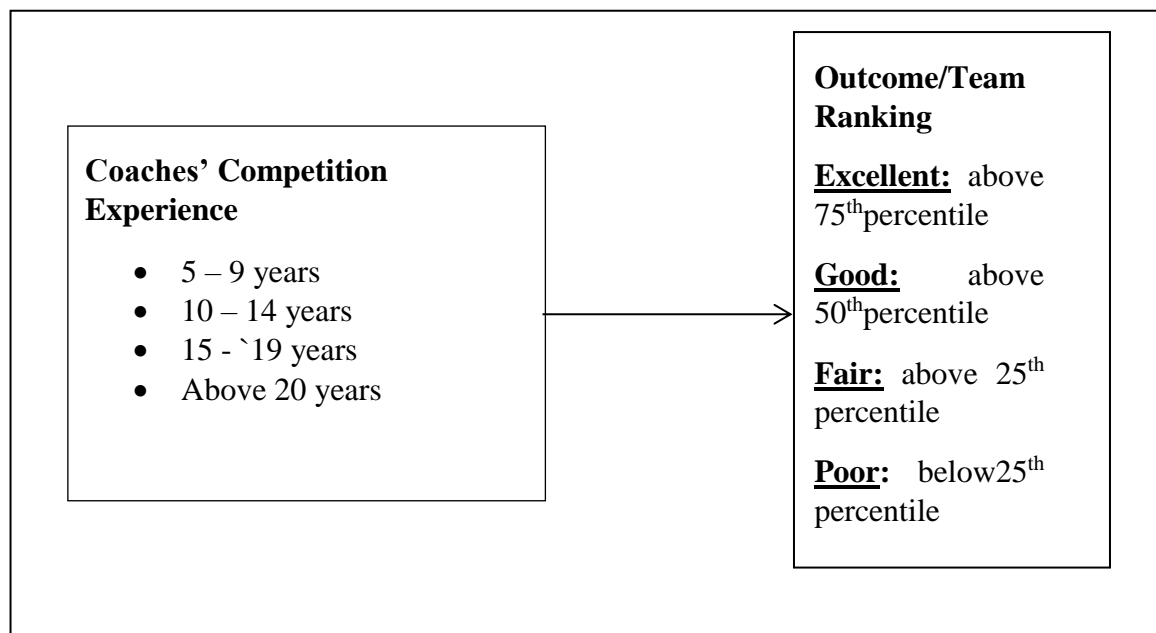 Coaches’ Competition
Experience
• 5 – 9 years
• 10 – 14 years
• 15 - `19 years
• Above 20 years
Outcome/Team
Ranking
Excellent: above
75thpercentile
Good: above
50thpercentile
Fair: above 25th
percentile
Poor: below25th
percentile